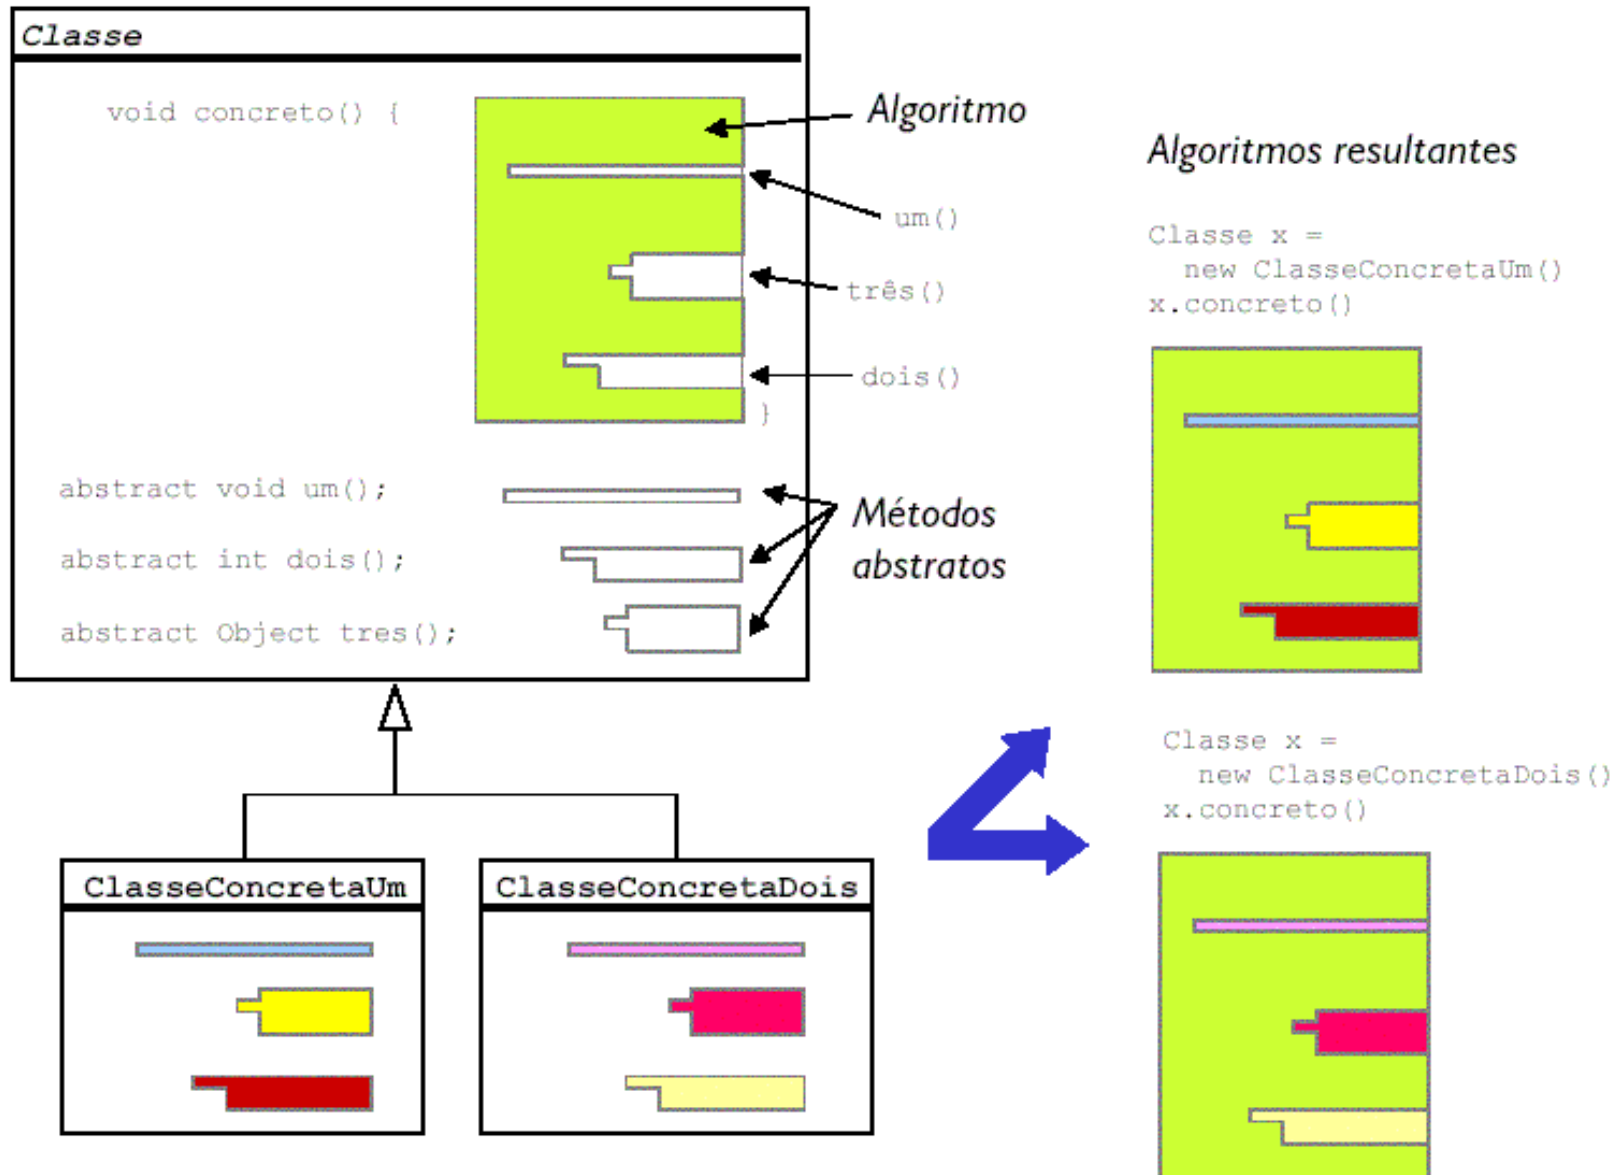 Classe
void concreto() {
Algoritmo
um()
três()
dois()
}
abstract void um();
abstract int dois();
abstract Object tres();
Métodos
abstratos
ClasseConcretaUm
ClasseConcretaDois
Algoritmos resultantes
Classe x =
new ClasseConcretaUm()
x.concreto()
Classe x =
new ClasseConcretaDois()
x.concreto()